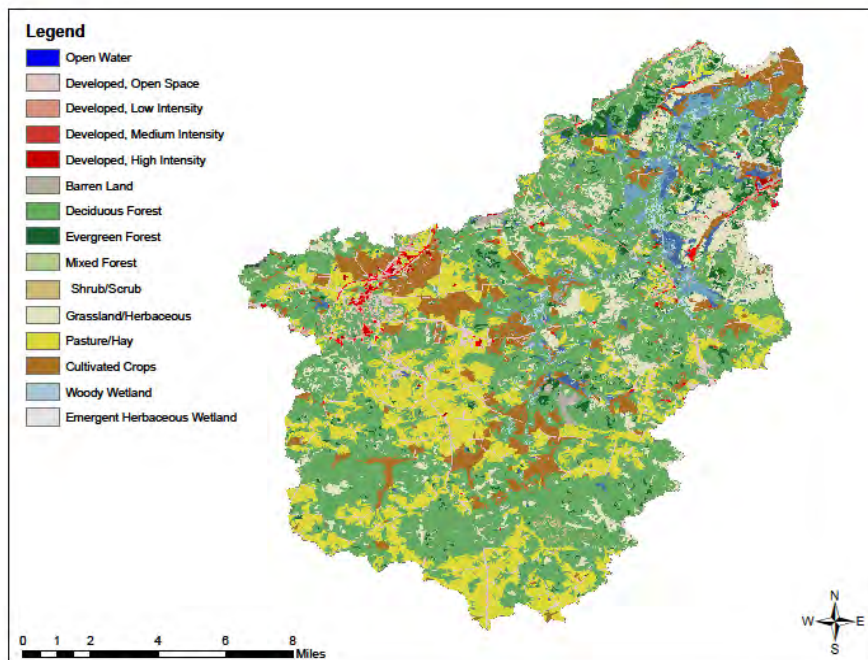 Legend
Open Water
Developed, Open Space
Developed, Low Intensity
Developed, Medium Intensity
Developed, High Intensity
Barren Land
Deciduous Forest
Evergreen Forest
Mixed Forest
Shrub/Scrub
Grassland/Herbaceous
Pasture/Hay
Cultivated Crops
Woody Wetland
Emergent Herbaceous Wetland
N
W E
S
0 1 2 4 6 8
Miles